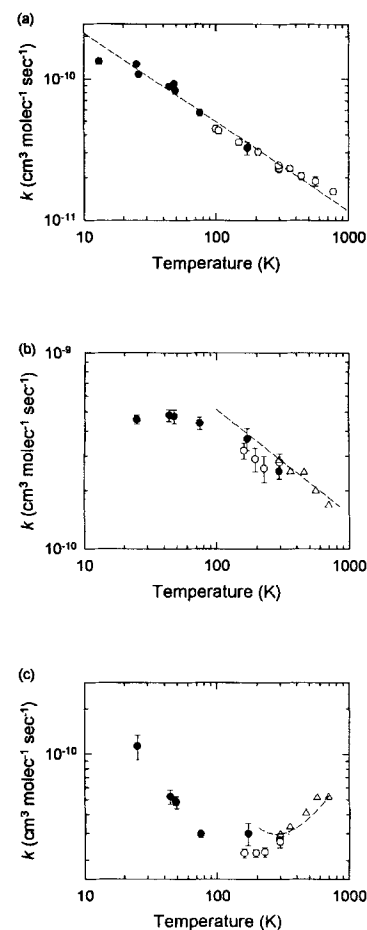 (a)
10⁻¹⁰
10⁻¹¹
k (cm³ molec⁻¹ sec⁻¹)
10 100 1000
Temperature (K)
(b)
10⁻⁹
10⁻¹⁰
k (cm³ molec⁻¹ sec⁻¹)
10 100 1000
Temperature (K)
(c)
10⁻¹⁰
k (cm³ molec⁻¹ sec⁻¹)
10 100 1000
Temperature (K)